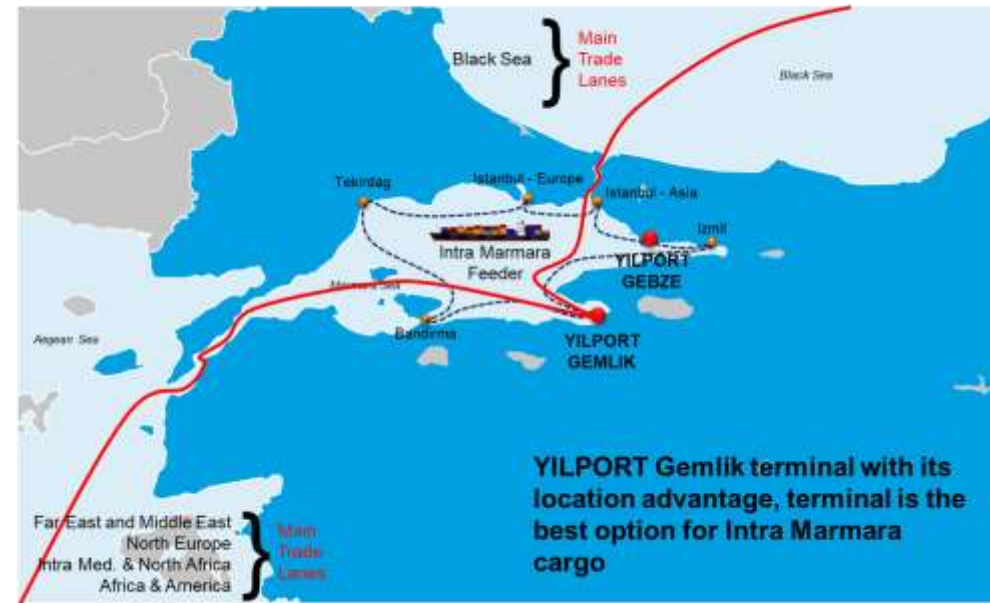 Black Sea
Main
Trade
Lanes
Black Sea
Tekirdag
Istanbul - Europe
Istanbul - Asia
Izmit
Intra Marmara
Feeder
YILPORT
GEBZE
Marmara Sea
Bandirma
YILPORT
GEMLIK
Aegean Sea
YILPORT Gemlik terminal with its
location advantage, terminal is the
best option for Intra Marmara
cargo
Far East and Middle East
North Europe
Intra Med. & North Africa
Africa & America
Main
Trade
Lanes